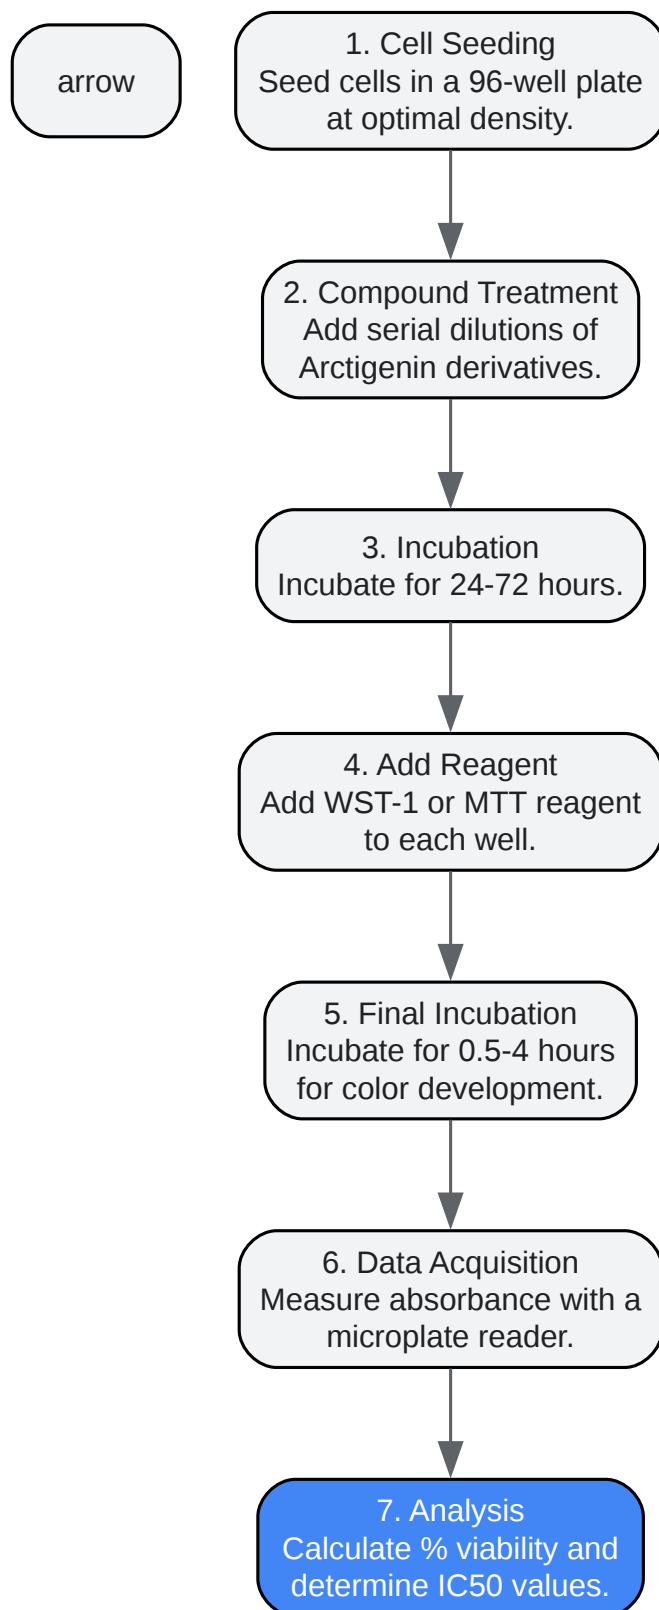 arrow
1. Cell Seeding
Seed cells in a 96-well plate
at optimal density.
2. Compound Treatment
Add serial dilutions of
Arctigenin derivatives.
3. Incubation
Incubate for 24-72 hours.
4. Add Reagent
Add WST-1 or MTT reagent
to each well.
5. Final Incubation
Incubate for 0.5-4 hours
for color development.
6. Data Acquisition
Measure absorbance with a
microplate reader.
7. Analysis
Calculate % viability and
determine IC50 values.